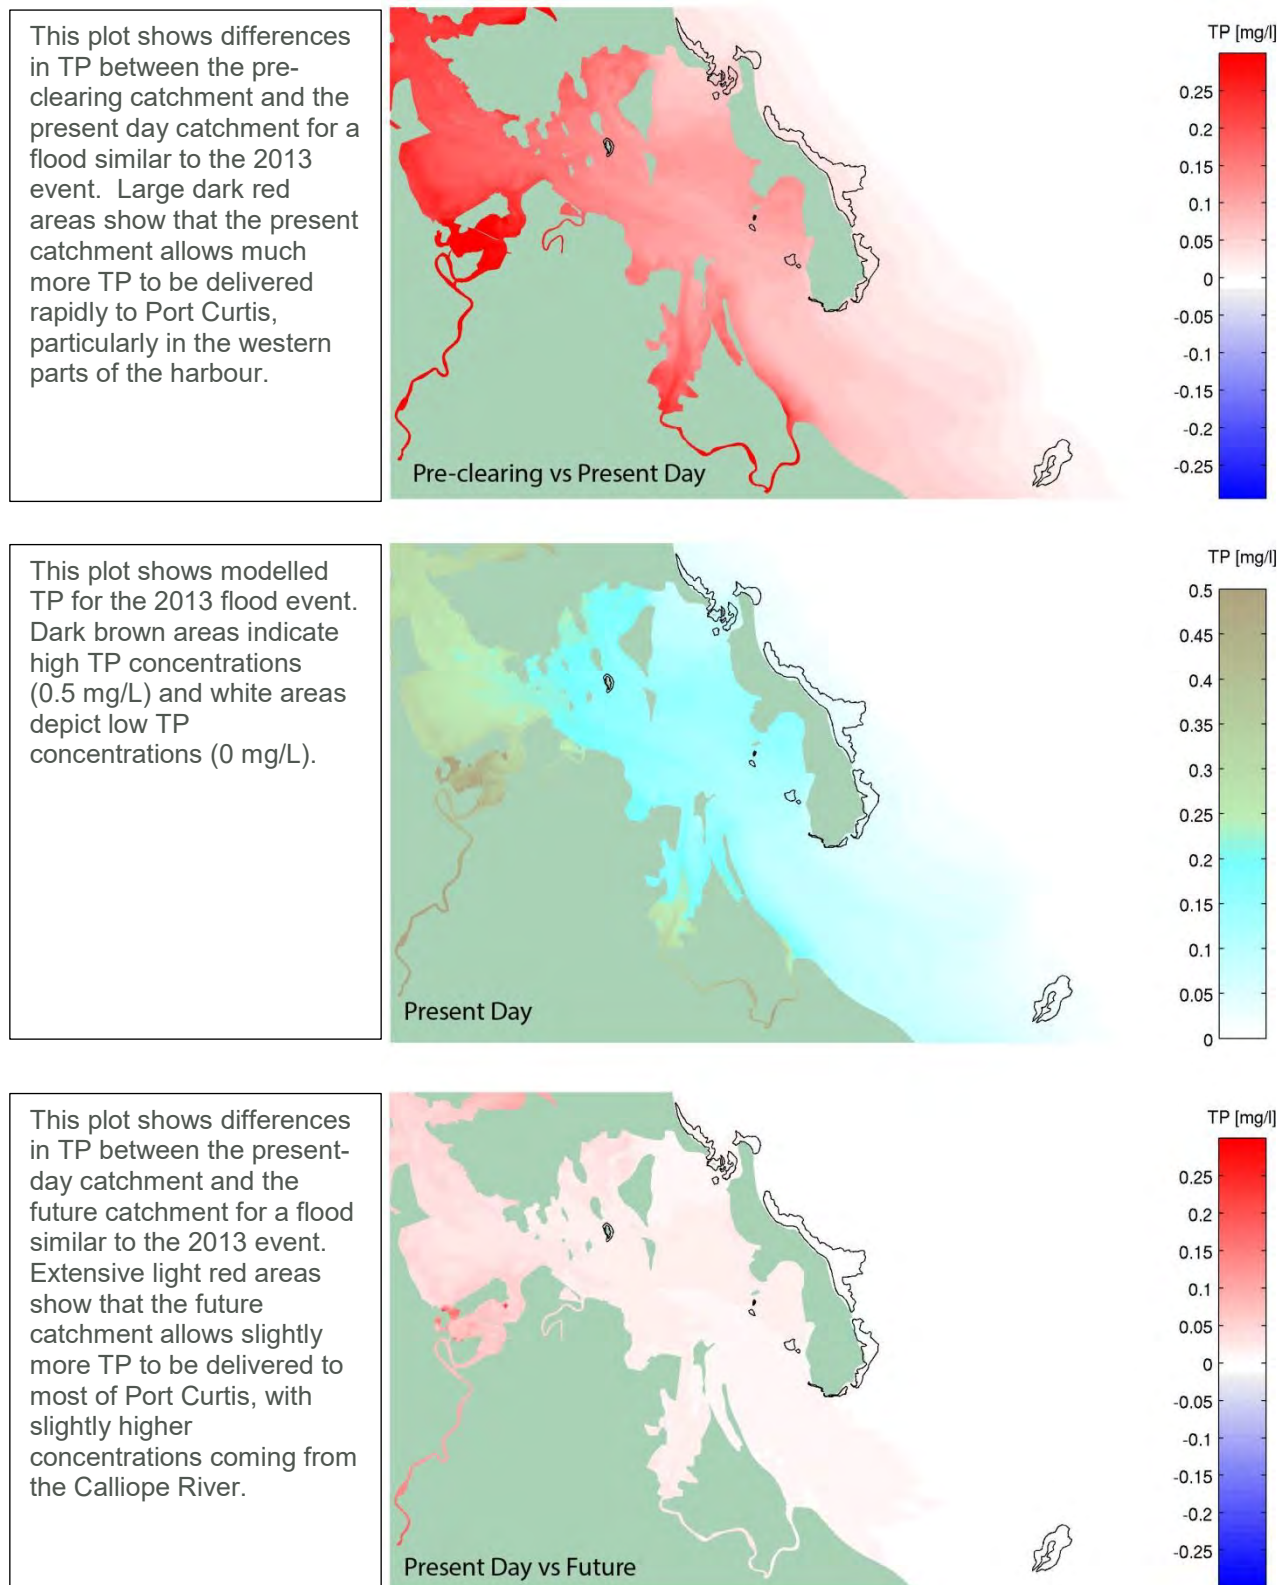 This plot shows differences
in TP between the pre-
clearing catchment and the
present day catchment for a
flood similar to the 2013
event.  Large dark red
areas show that the present
catchment allows much
more TP to be delivered
rapidly to Port Curtis,
particularly in the western
parts of the harbour.
Pre-clearing vs Present Day
TP [mg/l]
0.25
0.2
0.15
0.1
0.05
0
-0.05
-0.1
-0.15
-0.2
-0.25
This plot shows modelled
TP for the 2013 flood event.
Dark brown areas indicate
high TP concentrations
(0.5 mg/L) and white areas
depict low TP
concentrations (0 mg/L).
Present Day
TP [mg/l]
0.5
0.45
0.4
0.35
0.3
0.25
0.2
0.15
0.1
0.05
0
This plot shows differences
in TP between the present-
day catchment and the
future catchment for a flood
similar to the 2013 event.
Extensive light red areas
show that the future
catchment allows slightly
more TP to be delivered to
most of Port Curtis, with
slightly higher
concentrations coming from
the Calliope River.
Present Day vs Future
TP [mg/l]
0.25
0.2
0.15
0.1
0.05
0
-0.05
-0.1
-0.15
-0.2
-0.25